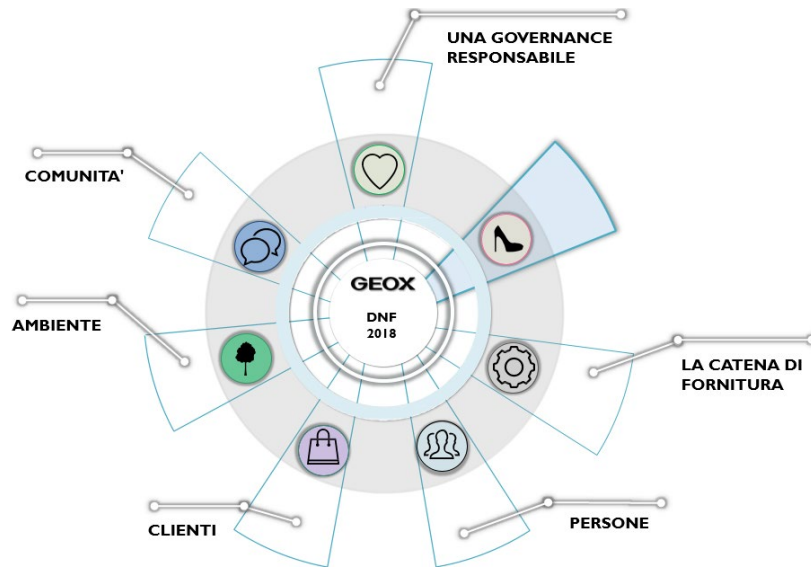 UNA GOVERNANCE
RESPONSABILE
COMUNITA'
GEOX
DNF
2018
AMBIENTE
LA CATENA DI
FORNITURA
CLIENTI
PERSONE